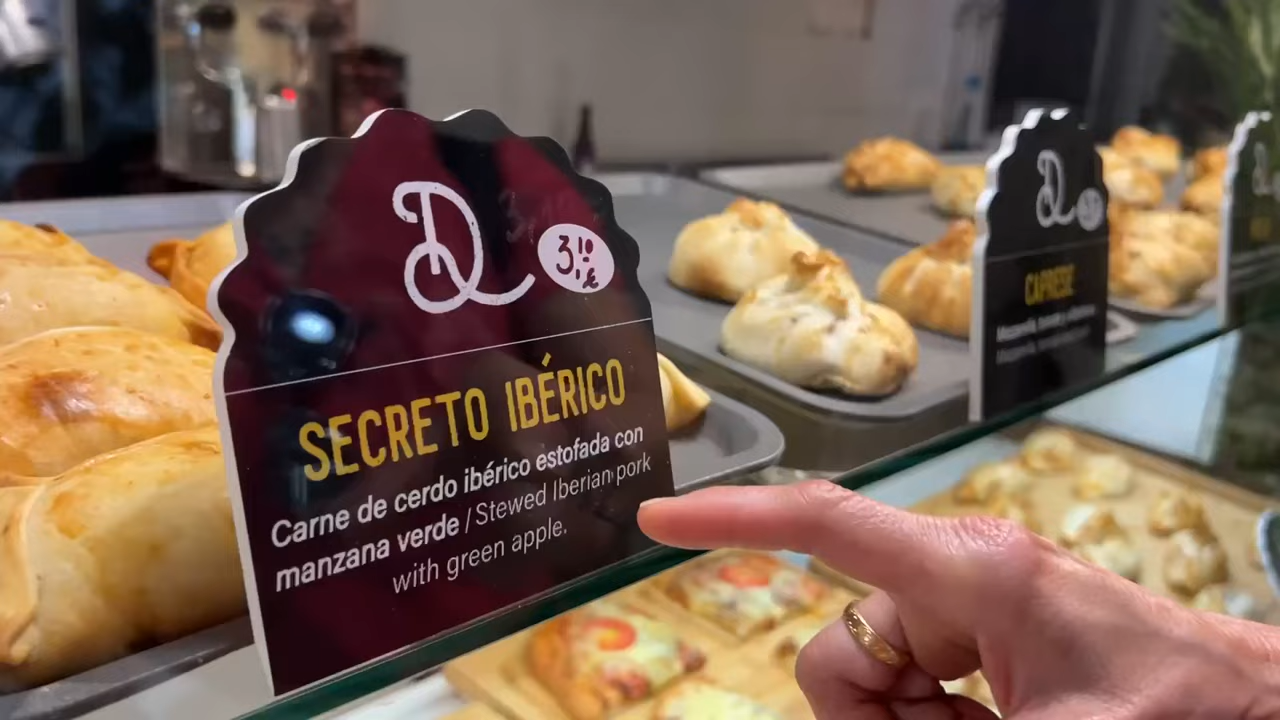 D
3,10 €
SECRETO IBÉRICO
Carne de cerdo ibérico estofada con
manzana verde / Stewed Iberian pork
with green apple.
D
CAPRESE